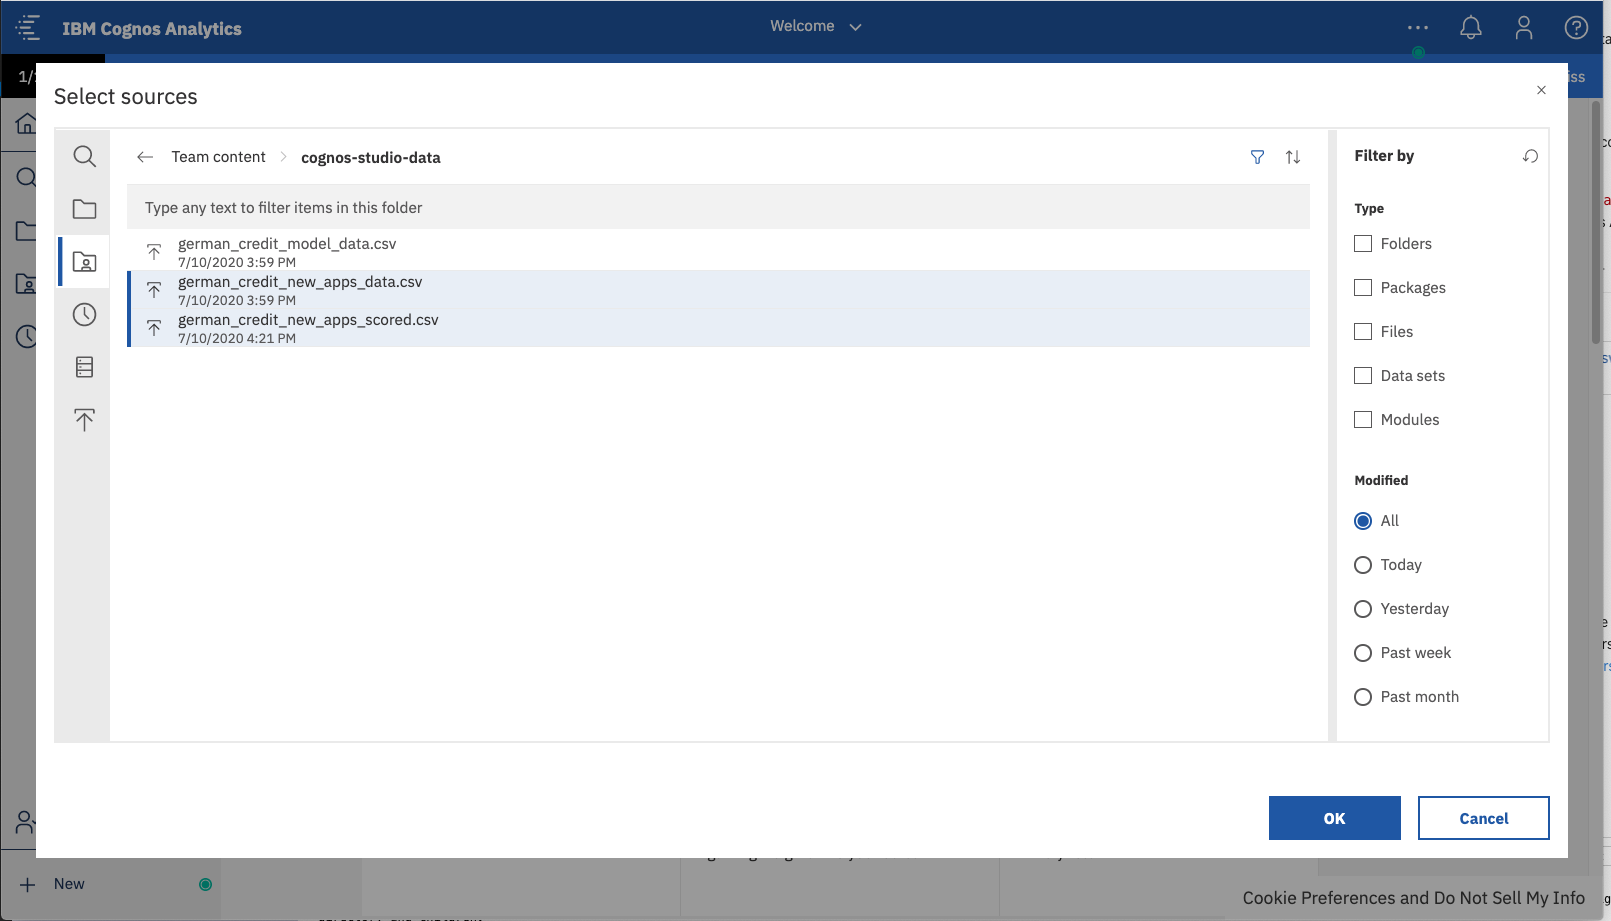 IBM Cognos Analytics
Welcome
1/
iss
Select sources
Team content
cognos-studio-data
Type any text to filter items in this folder
german_credit_model_data.csv
7/10/2020 3:59 PM
german_credit_new_apps_data.csv
7/10/2020 3:59 PM
german_credit_new_apps_scored.csv
7/10/2020 4:21 PM
Filter by
Type
Folders
Packages
Files
Data sets
Modules
Modified
All
Today
Yesterday
Past week
Past month
OK
Cancel
New
Cookie Preferences and Do Not Sell My Info